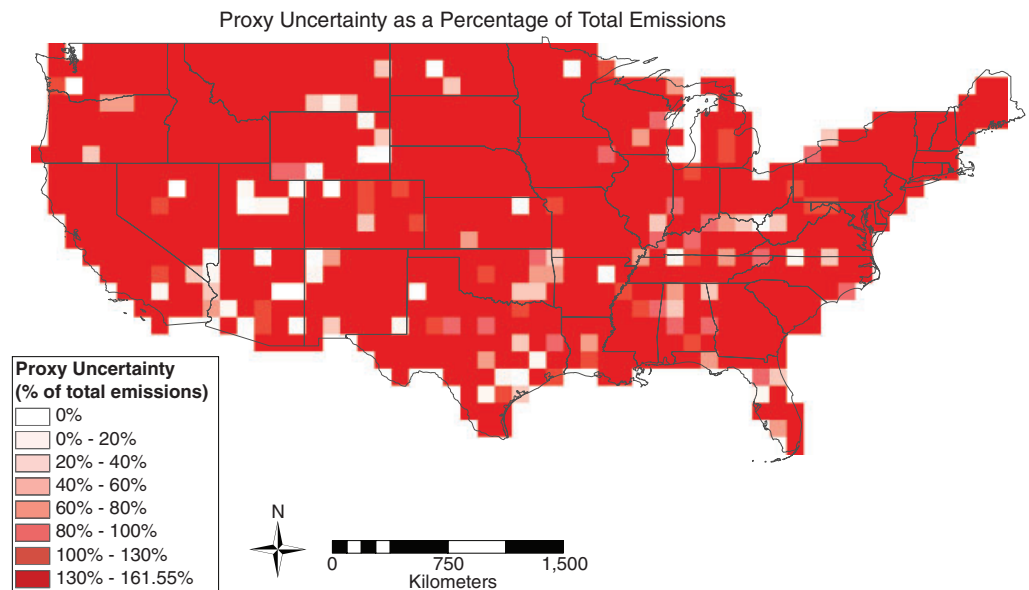 Proxy Uncertainty as a Percentage of Total Emissions
Proxy Uncertainty
(% of total emissions)
0%
0% - 20%
20% - 40%
40% - 60%
60% - 80%
80% - 100%
100% - 130%
130% - 161.55%
N
0 750 1,500
Kilometers